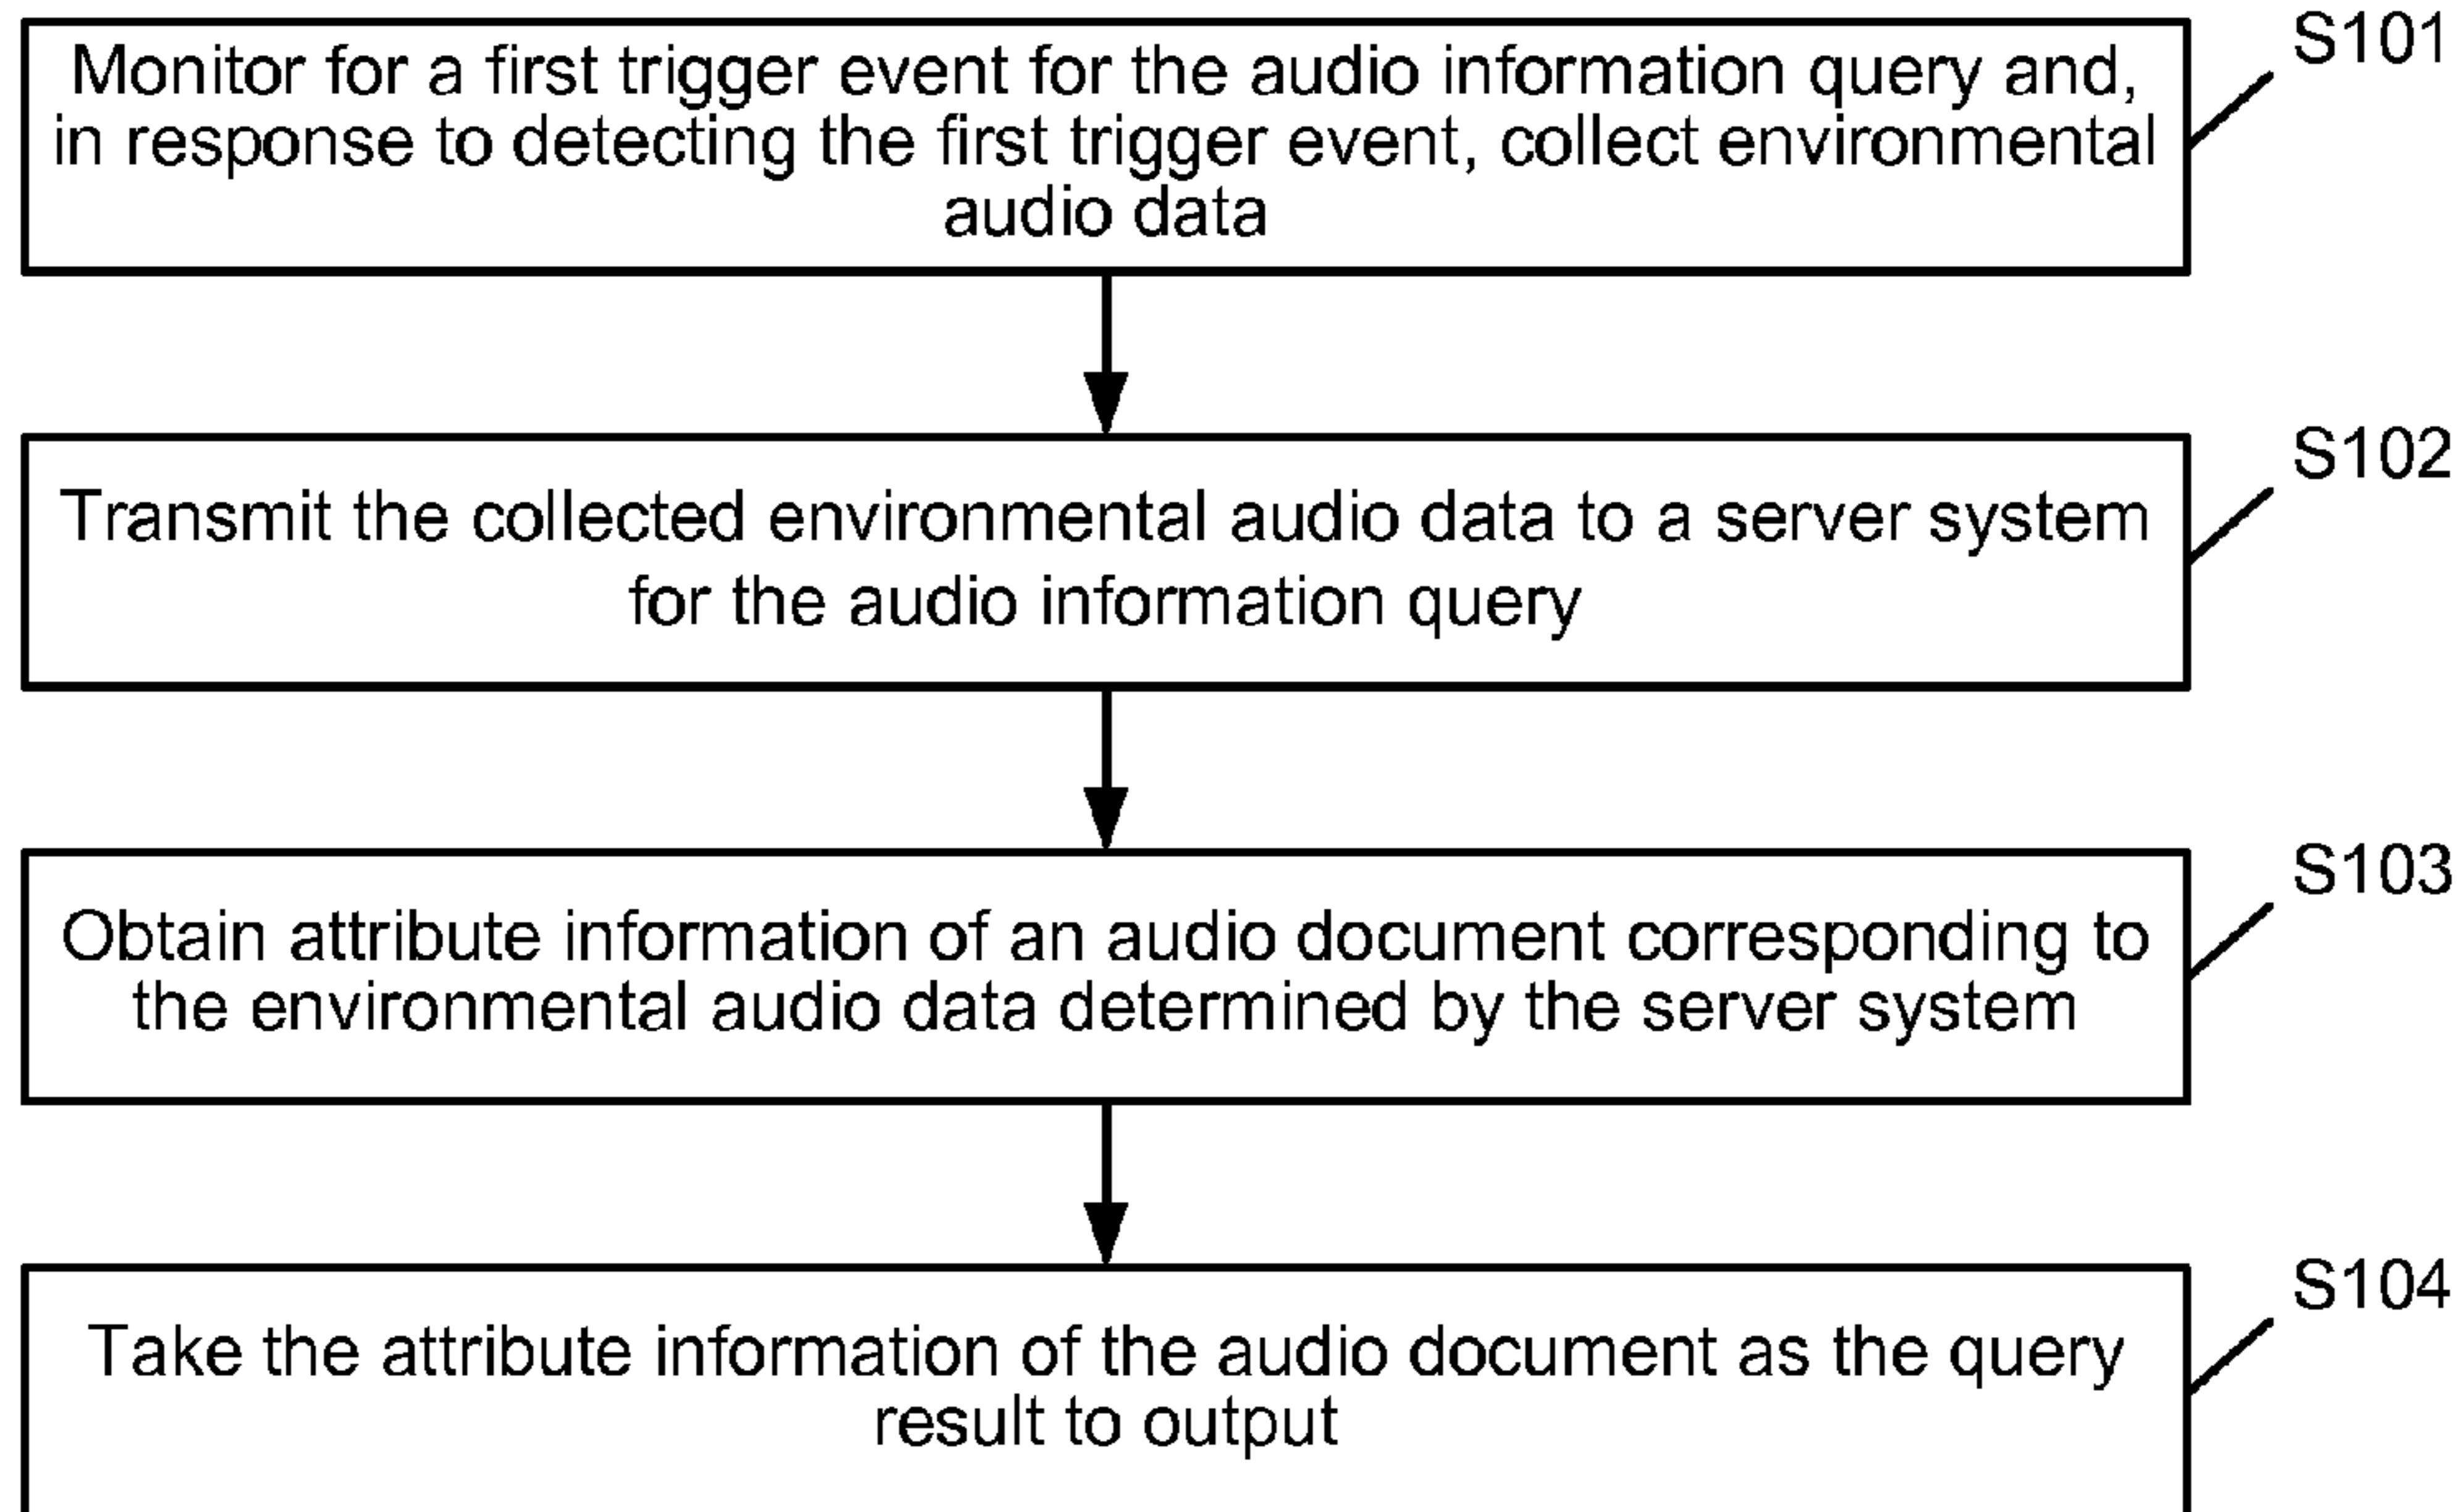 S101
Monitor for a first trigger event for the audio information query and,
in response to detecting the first trigger event, collect environmental
audio data
S102
Transmit the collected environmental audio data to a server system
for the audio information query
S103
Obtain attribute information of an audio document corresponding to
the environmental audio data determined by the server system
S104
Take the attribute information of the audio document as the query
result to output